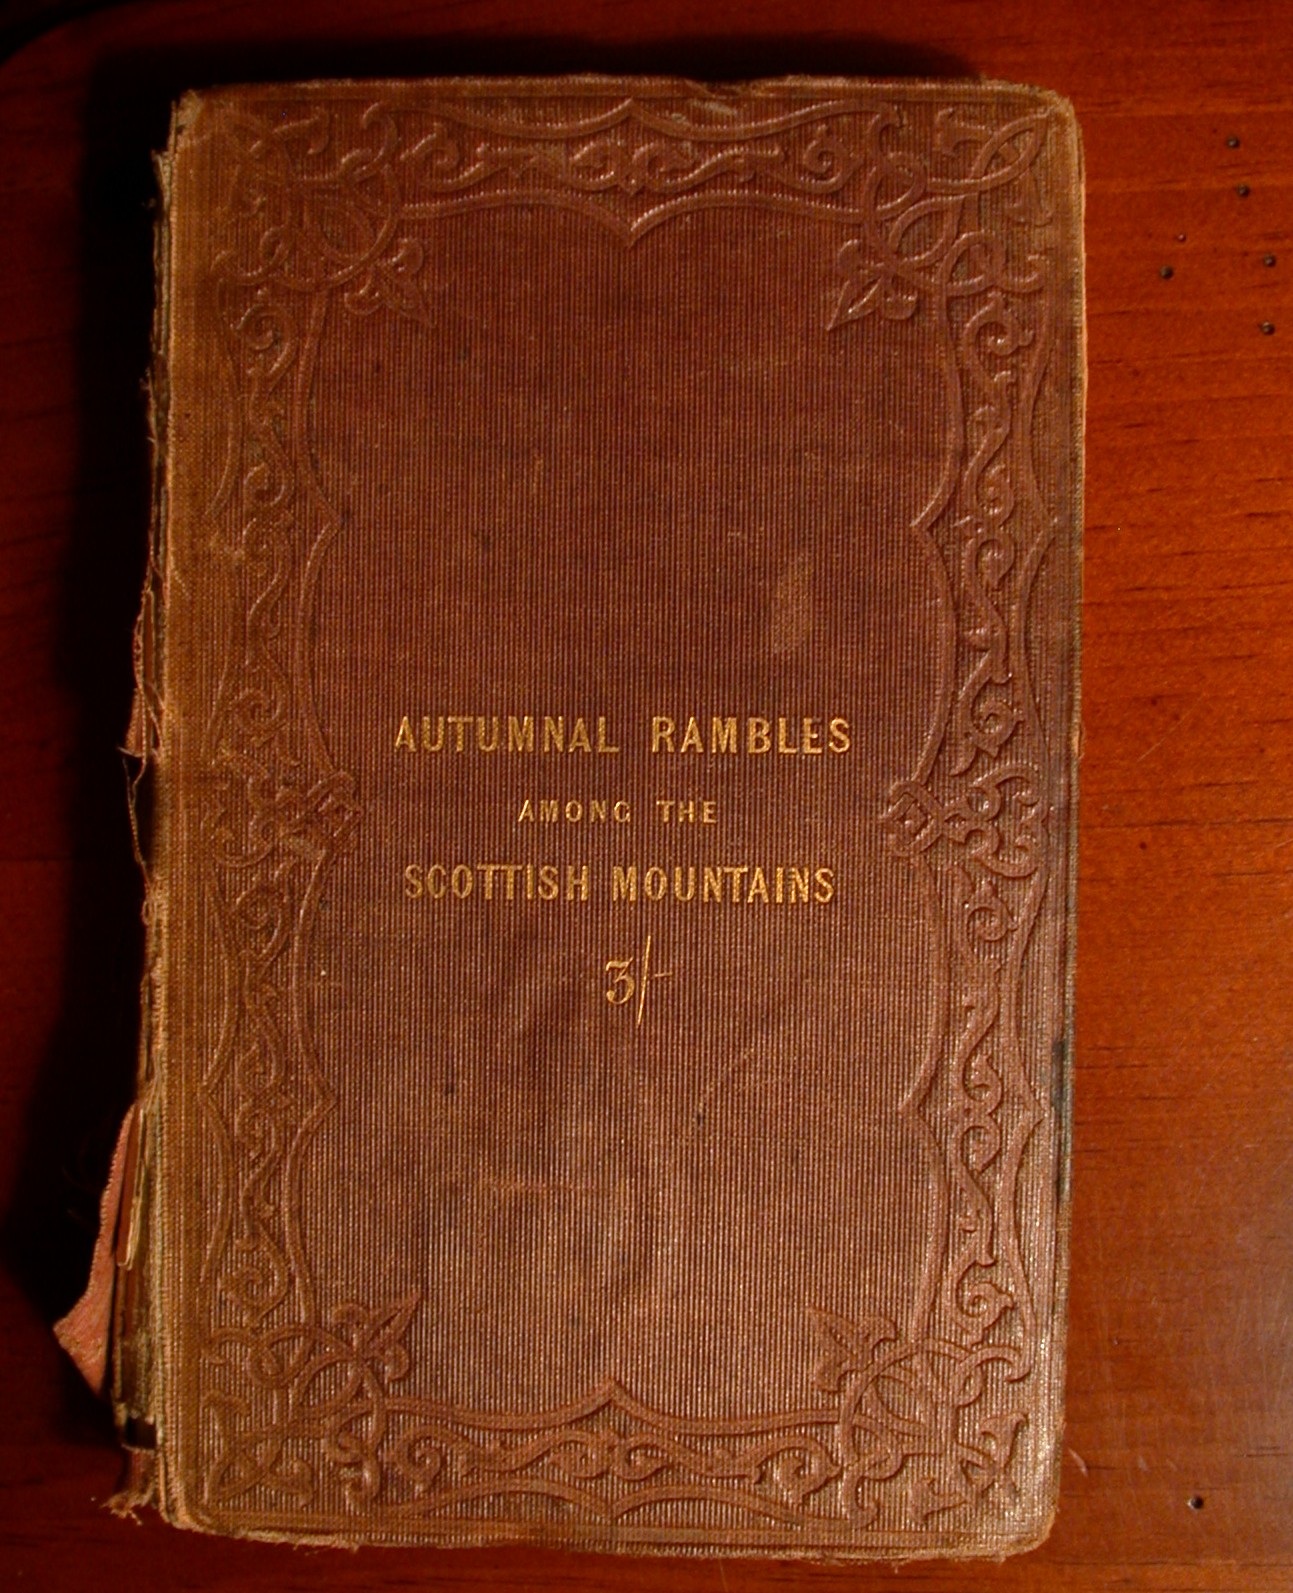 AUTUMNAL RAMBLES
AMONG THE
SCOTTISH MOUNTAINS
3/-